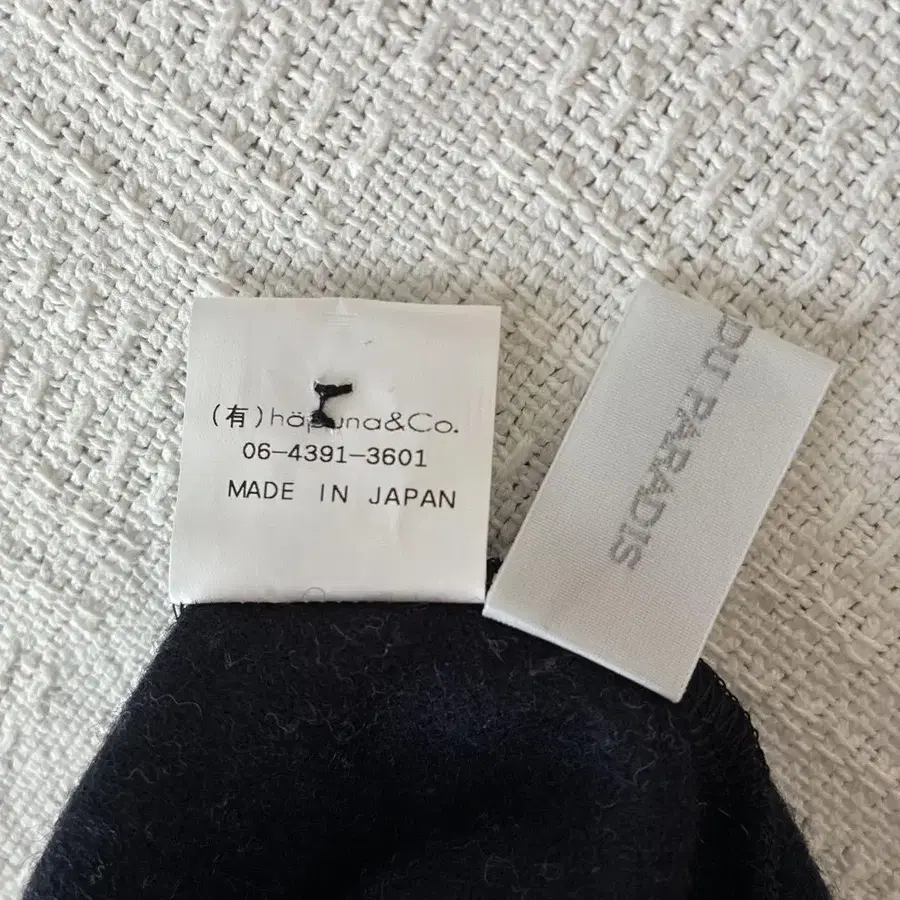 (有)häpuna&Co.
06-4391-3601
MADE IN JAPAN
DU PARADIS